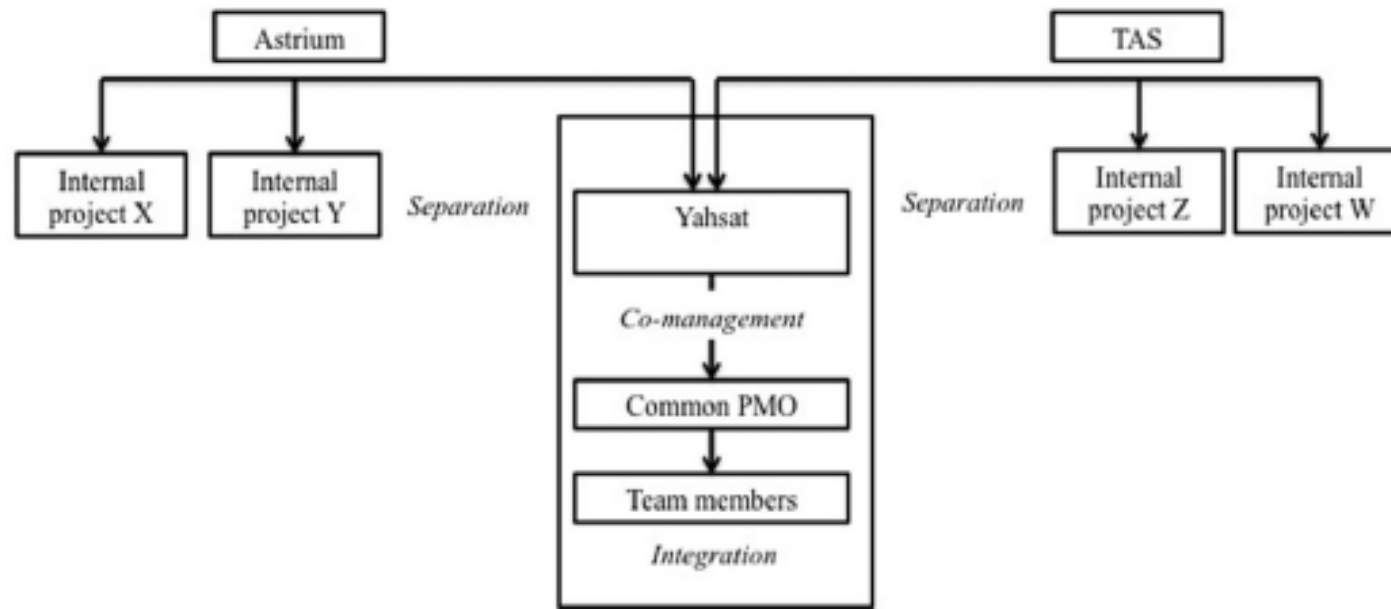 Astrium
TAS
Internal
project X
Internal
project Y
Separation
Yahsat
Separation
Internal
project Z
Internal
project W
Co-management
Common PMO
Team members
Integration